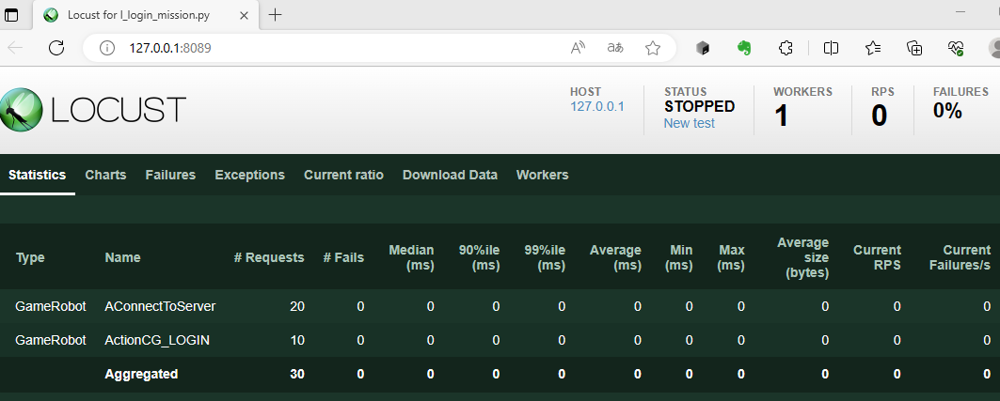 Locust for l_login_mission.py
127.0.0.1:8089
LOCUST
HOST
127.0.0.1
STATUS
STOPPED
New test
WORKERS
1
RPS
0
FAILURES
0%
Statistics Charts Failures Exceptions Current ratio Download Data Workers
Type Name # Requests # Fails Median (ms) 90%ile (ms) 99%ile (ms) Average (ms) Min (ms) Max (ms) Average size (bytes) Current RPS Current Failures/s
GameRobot AConnectToServer 20 0 0 0 0 0 0 0 0 0 0
GameRobot ActionCG_LOGIN 10 0 0 0 0 0 0 0 0 0 0
Aggregated 30 0 0 0 0 0 0 0 0 0 0